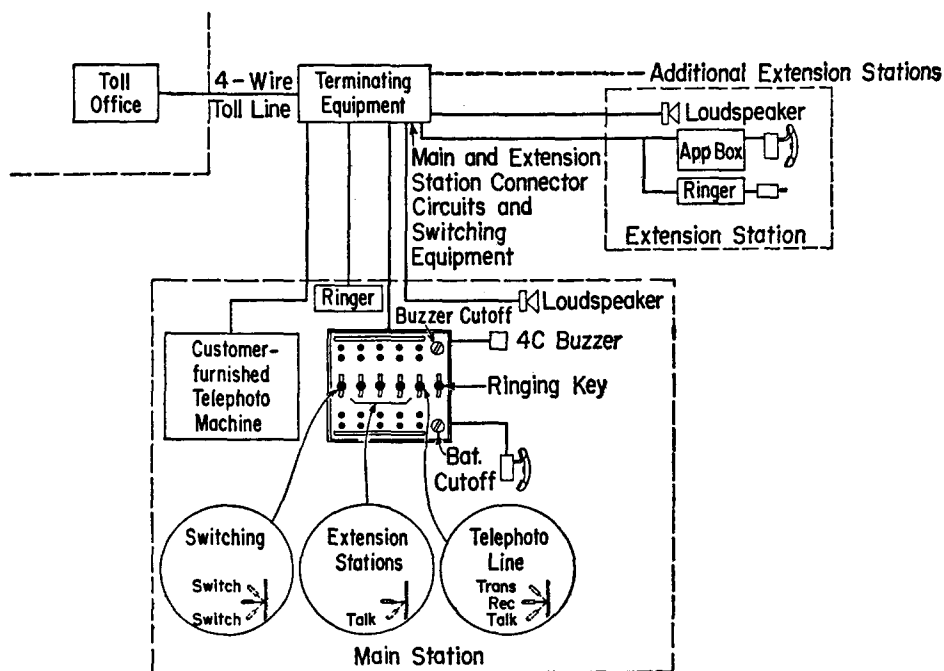 Toll
Office
4-Wire
Toll Line
Terminating
Equipment
Additional Extension Stations
Loudspeaker
App Box
Ringer
Extension Station
Main and Extension
Station Connector
Circuits and
Switching
Equipment
Ringer
Loudspeaker
Buzzer Cutoff
4C Buzzer
Customer-
furnished
Telephoto
Machine
Ringing Key
Bat.
Cutoff
Switching
Switch
Switch
Extension
Stations
Talk
Telephoto
Line
Trans
Rec
Talk
Main Station